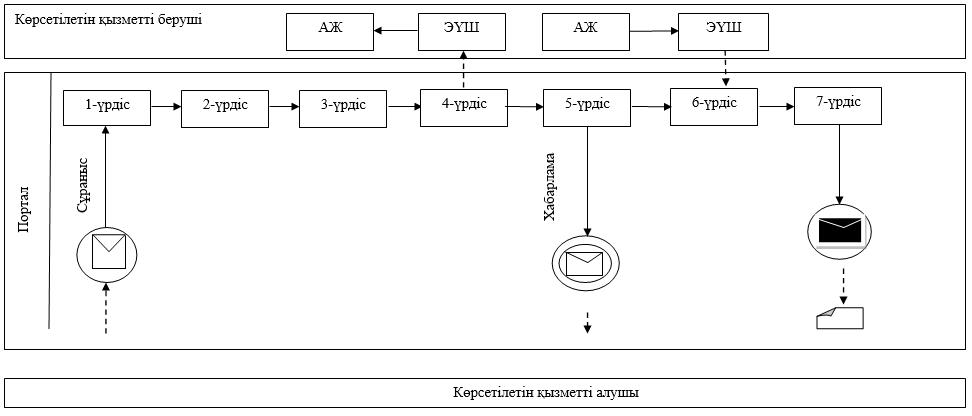 Көрсетілетін қызметті беруші
АЖ
ЭҮШ
АЖ
ЭҮШ
Портал
1-үрдіс
2-үрдіс
3-үрдіс
4-үрдіс
5-үрдіс
6-үрдіс
7-үрдіс
Сұраныс
Хабарлама
Көрсетілетін қызметті алушы